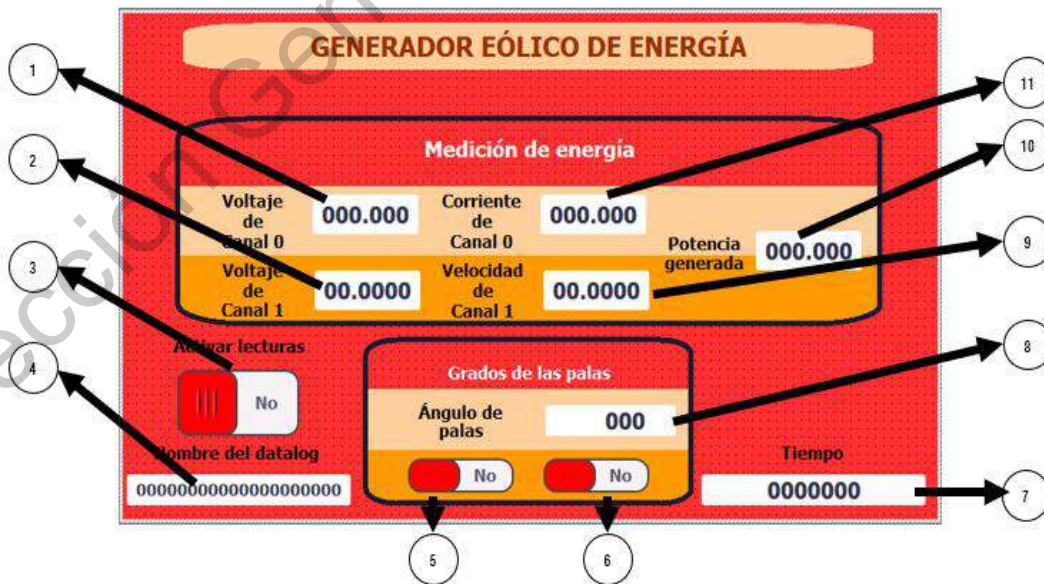 GENERADOR EÓLICO DE ENERGÍA
1
11
Medición de energía
10
2
Voltaje
de
Canal 0
000.000
Corriente
de
Canal 0
000.000
Potencia
generada
000.000
9
3
Voltaje
de
Canal 1
00.0000
Velocidad
de
Canal 1
00.0000
Activar lecturas
No
8
4
Grados de las palas
Ángulo de
palas
000
Nombre del datalog
00000000000000000000
No
No
Tiempo
0000000
7
5
6